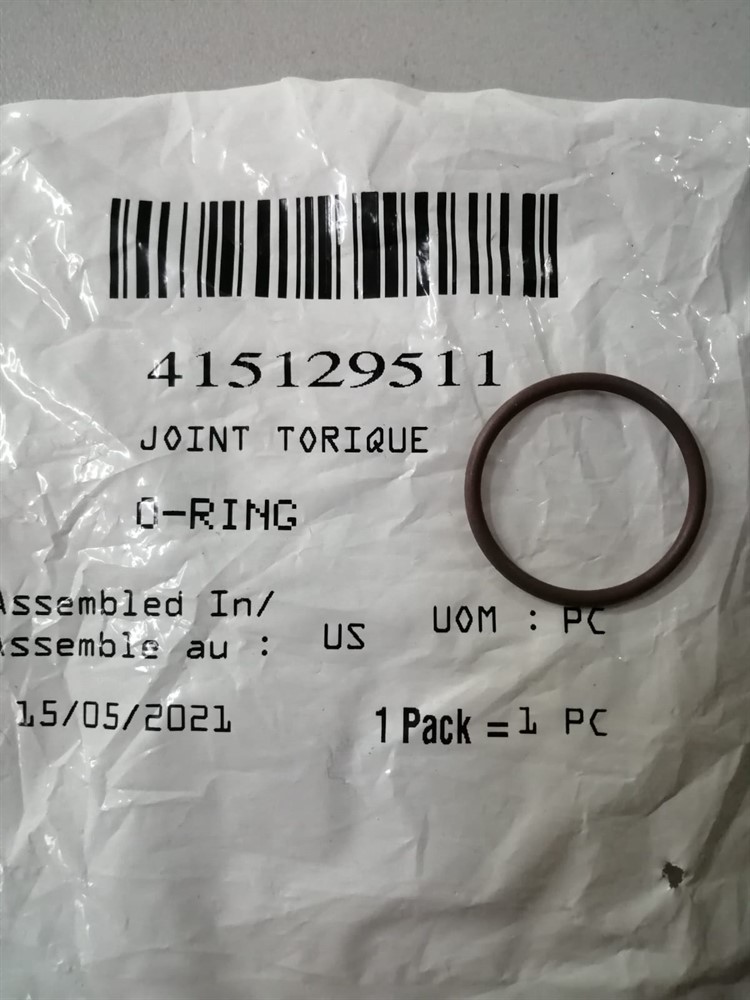 415129511
JOINT TORIQUE
O-RING
Assembled In/
Assemble au : US
UOM : PC
15/05/2021
1 Pack = 1 PC